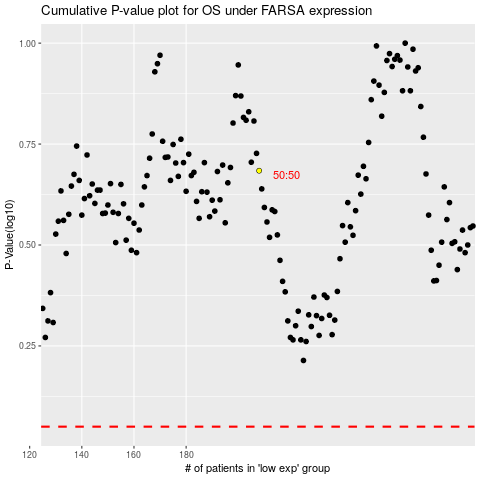 Cumulative P-value plot for OS under FARSA expression
P-Value(log10)
1.00
0.75
0.50
0.25
50:50
120 140 160 180
# of patients in 'low exp' group